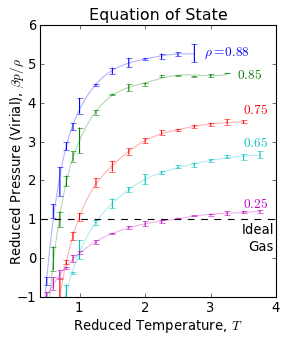 Equation of State
Reduced Pressure (Virial), βp/ρ
6
5
4
3
2
1
0
−1
ρ=0.88
0.85
0.75
0.65
0.25
Ideal
Gas
1 2 3 4
Reduced Temperature, T